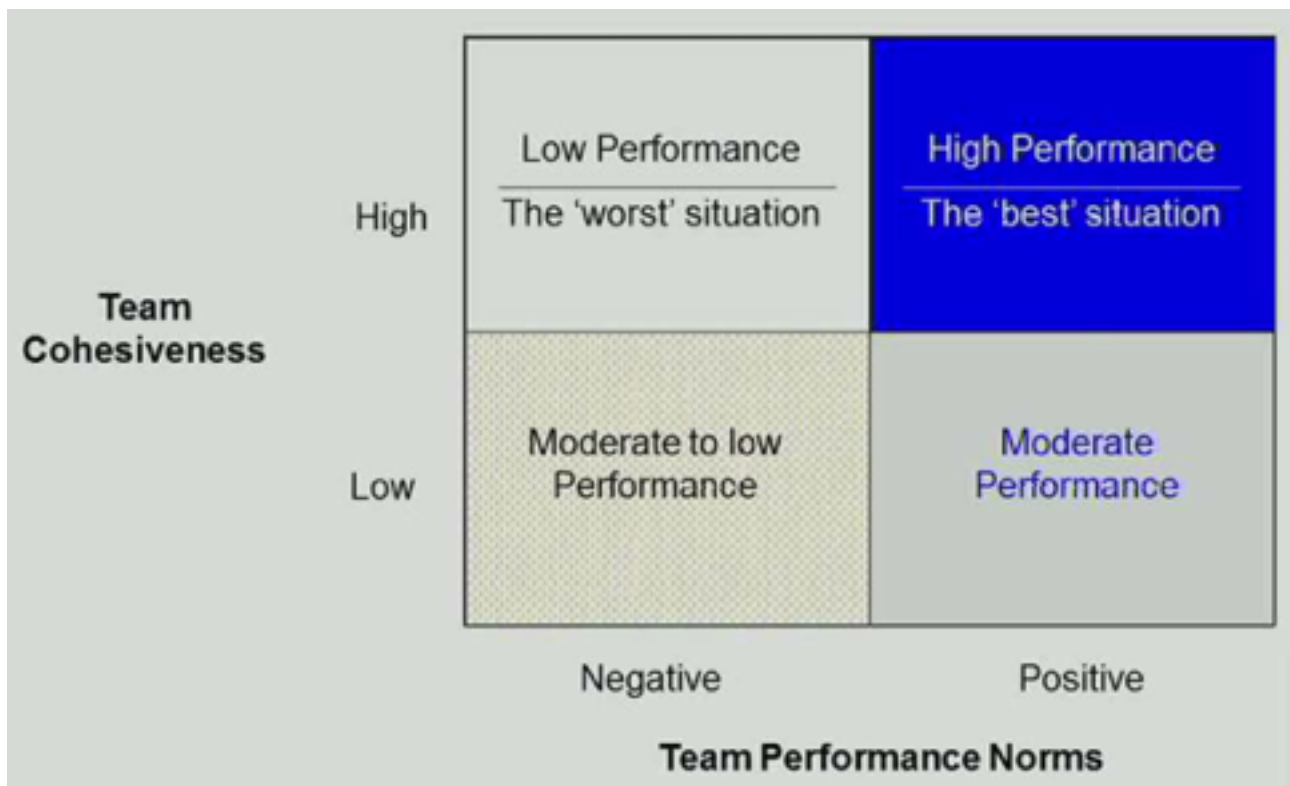 Low Performance
The ‘worst’ situation
High Performance
The ‘best’ situation
High
Team
Cohesiveness
Moderate to low
Performance
Moderate
Performance
Low
Negative
Positive
Team Performance Norms